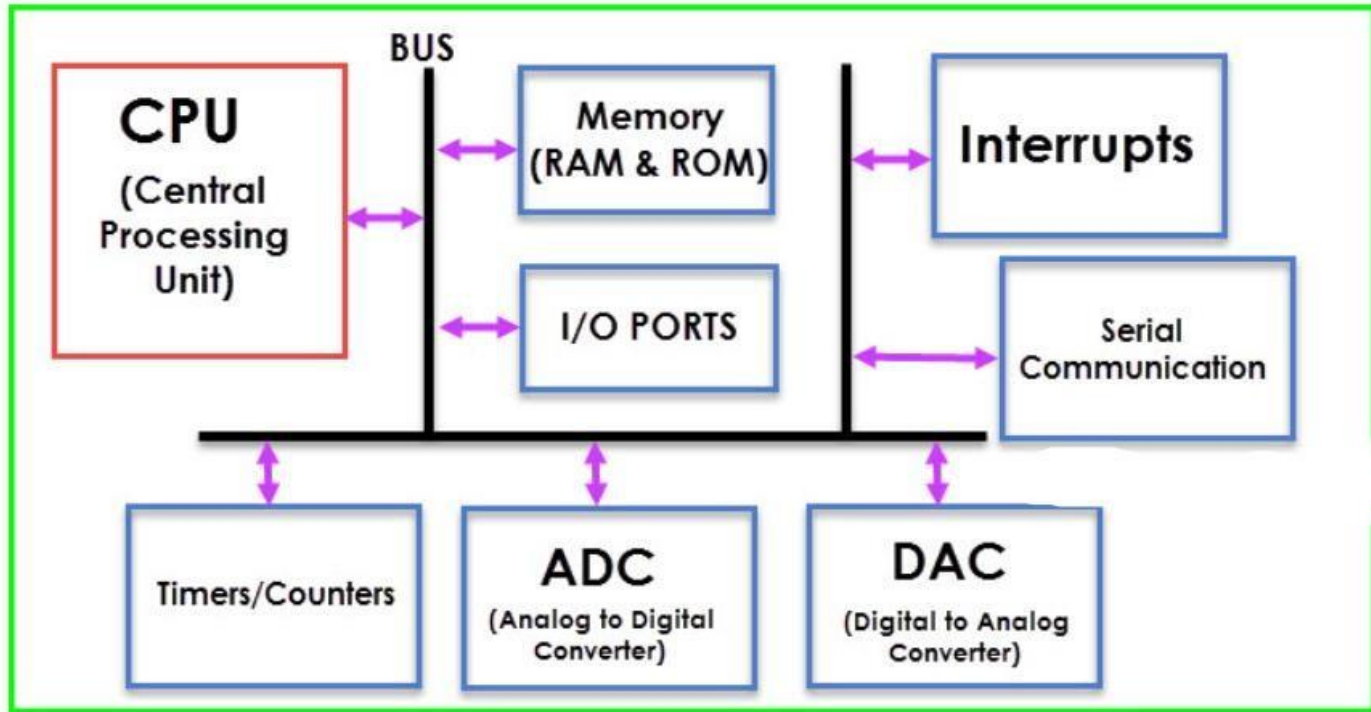 BUS
CPU
(Central
Processing
Unit)
Memory
(RAM & ROM)
I/O PORTS
Interrupts
Serial
Communication
Timers/Counters
ADC
(Analog to Digital
Converter)
DAC
(Digital to Analog
Converter)